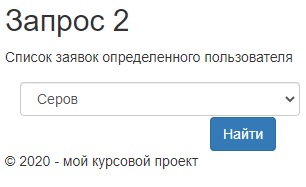 Запрос 2
Список заявок определенного пользователя
Серов
Найти
© 2020 - мой курсовой проект